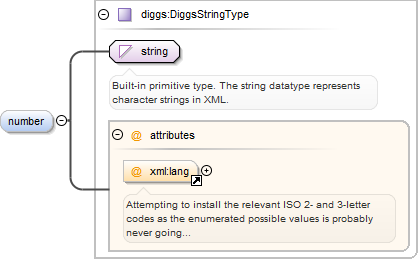 diggs:DiggsStringType
string
Built-in primitive type. The string datatype represents
character strings in XML.
number
@ attributes
@ xml:lang
Attempting to install the relevant ISO 2- and 3-letter
codes as the enumerated possible values is probably
never going...